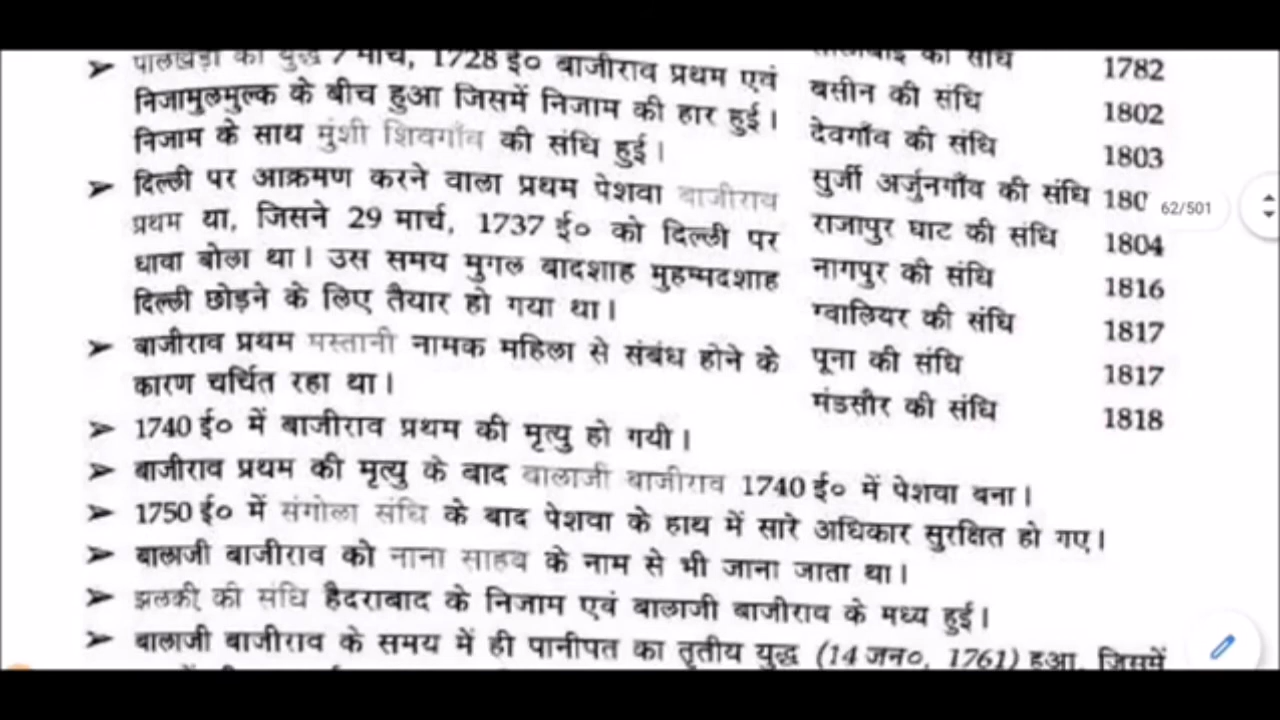 ➤ पालखेड़ा का युद्ध 7 मार्च, 1728 ई० बाजीराव प्रथम एवं
निजामुलमुल्क के बीच हुआ जिसमें निजाम की हार हुई।
निजाम के साथ मुंशी शिवगाँव की संधि हुई।
➤ दिल्ली पर आक्रमण करने वाला प्रथम पेशवा बाजीराव
प्रथम था, जिसने 29 मार्च, 1737 ई० को दिल्ली पर
धावा बोला था। उस समय मुगल बादशाह मुहम्मदशाह
दिल्ली छोड़ने के लिए तैयार हो गया था।
➤ बाजीराव प्रथम मस्तानी नामक महिला से संबंध होने के
कारण चर्चित रहा था।
➤ 1740 ई० में बाजीराव प्रथम की मृत्यु हो गयी।
की संधि 1782
बसीन की संधि 1802
देवगाँव की संधि 1803
सुर्जी अर्जुनगाँव की संधि 180
राजापुर घाट की संधि 1804
नागपुर की संधि 1816
ग्वालियर की संधि 1817
पूना की संधि 1817
मंडसौर की संधि 1818
62/501
➤ बाजीराव प्रथम की मृत्यु के बाद बालाजी बाजीराव 1740 ई० में पेशवा बना।
➤ 1750 ई० में संगोला संधि के बाद पेशवा के हाथ में सारे अधिकार सुरक्षित हो गए।
➤ बालाजी बाजीराव को नाना साहब के नाम से भी जाना जाता था।
➤ झलकी की संधि हैदराबाद के निजाम एवं बालाजी बाजीराव के मध्य हुई।
➤ बालाजी बाजीराव के समय में ही पानीपत का तृतीय युद्ध (14 जन०, 1761) हुआ, जिसमें